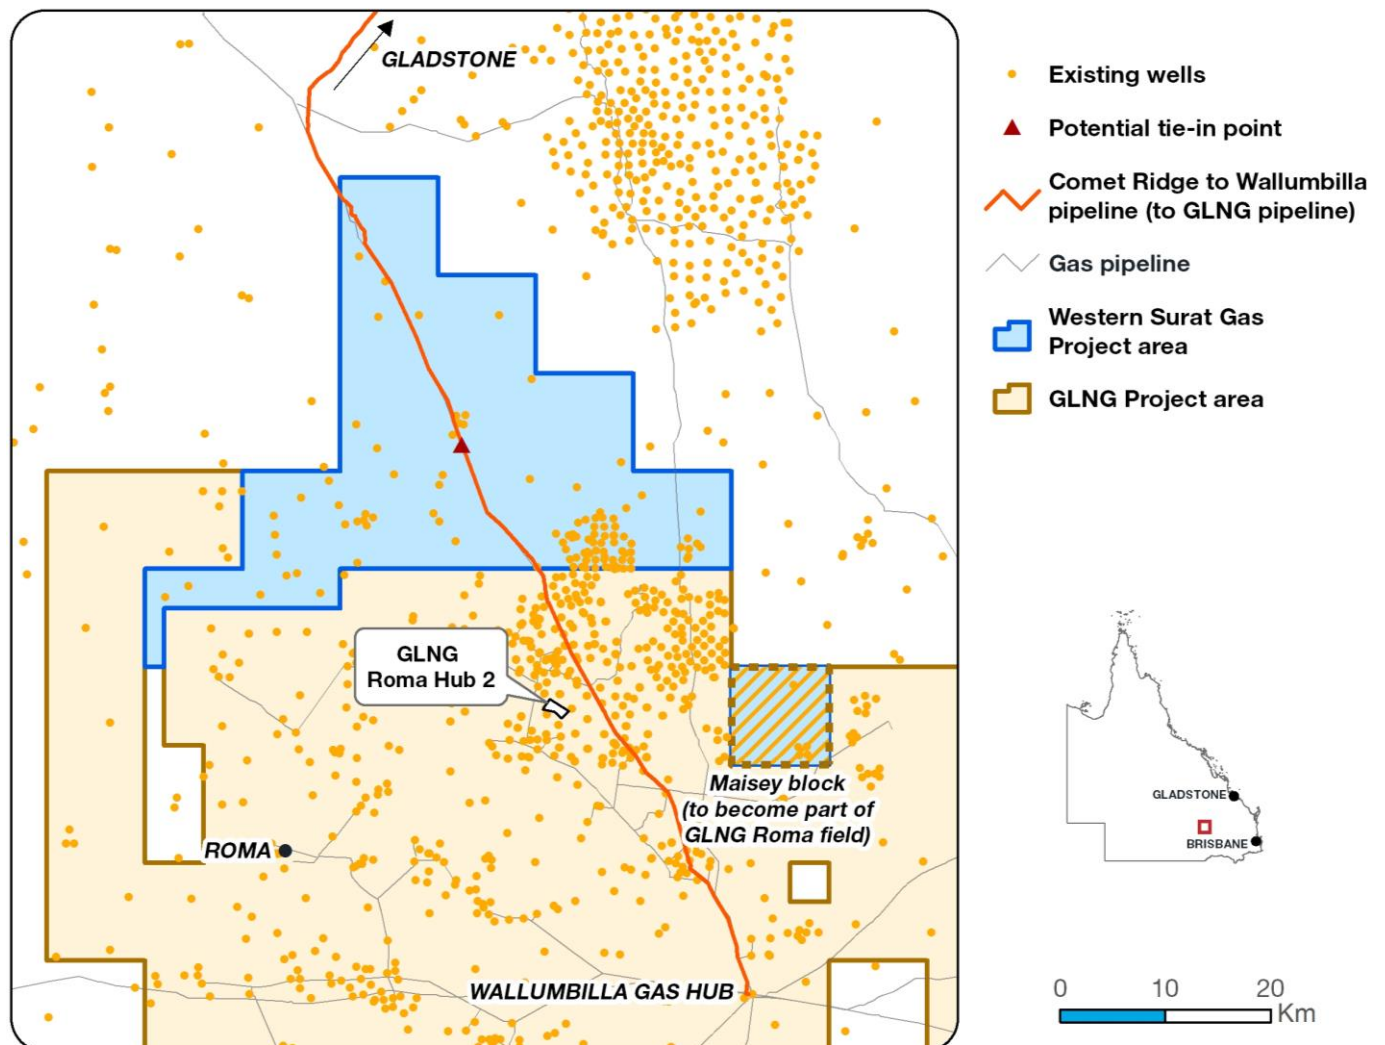 GLADSTONE
GLNG
Roma Hub 2
Maisey block
(to become part of
GLNG Roma field)
ROMA
WALLUMBILLA GAS HUB
Existing wells
Potential tie-in point
Comet Ridge to Wallumbilla
pipeline (to GLNG pipeline)
Gas pipeline
Western Surat Gas
Project area
GLNG Project area
GLADSTONE
BRISBANE
0 10 20
Km